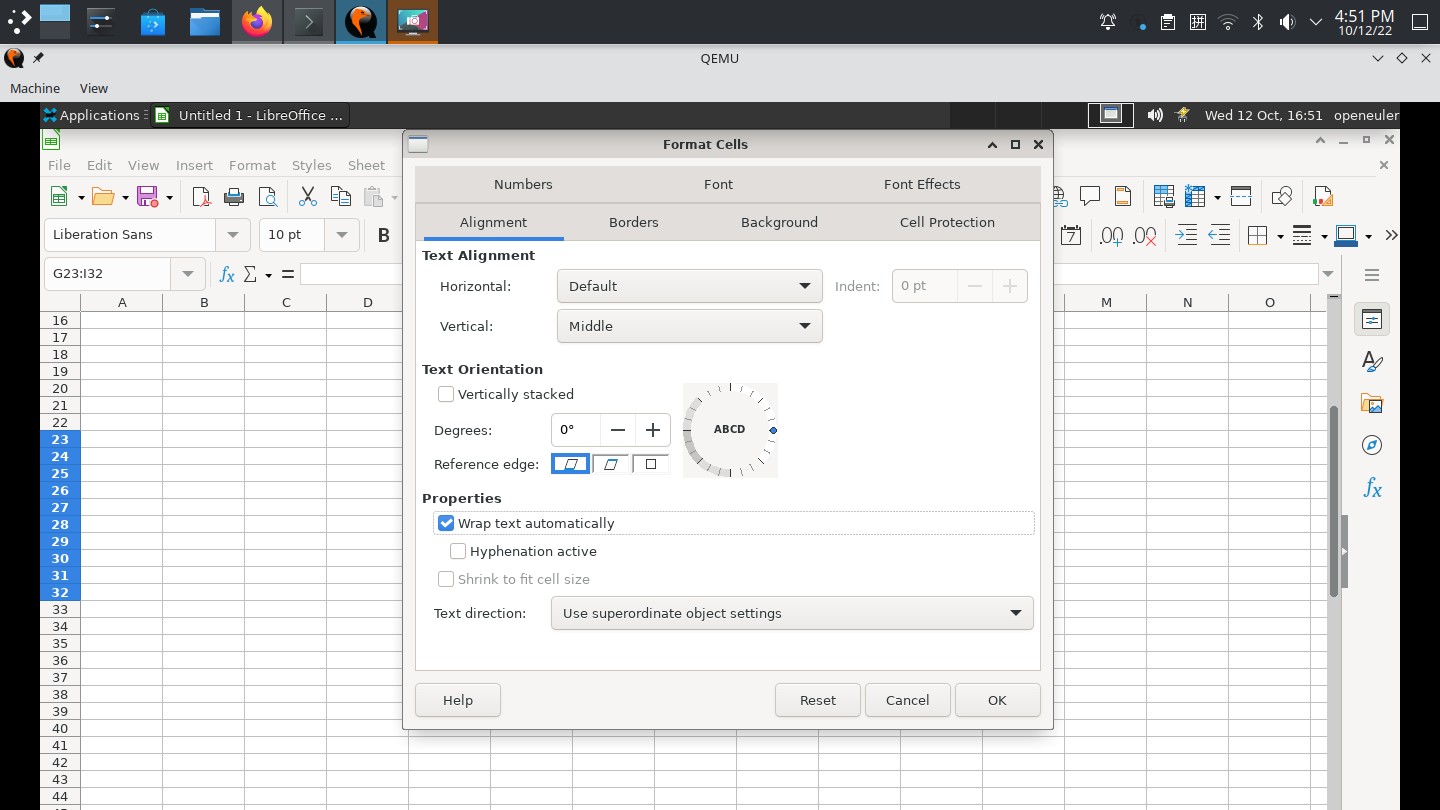 4:51 PM
10/12/22
拼
QEMU
Machine View
Applications Untitled 1 - LibreOffice ... Wed 12 Oct, 16:51 openeuler
Format Cells
File Edit View Insert Format Styles Sheet
Numbers Font Font Effects
Alignment Borders Background Cell Protection
Liberation Sans 10 pt B
Text Alignment
G23:I32
Horizontal: Default Indent: 0 pt
A B C D M N O
Vertical: Middle
Text Orientation
Vertically stacked
Degrees: 0° ABCD
Reference edge:
Properties
Wrap text automatically
Hyphenation active
Shrink to fit cell size
Text direction: Use superordinate object settings
Help Reset Cancel OK
16
17
18
19
20
21
22
23
24
25
26
27
28
29
30
31
32
33
34
35
36
37
38
39
40
41
42
43
44